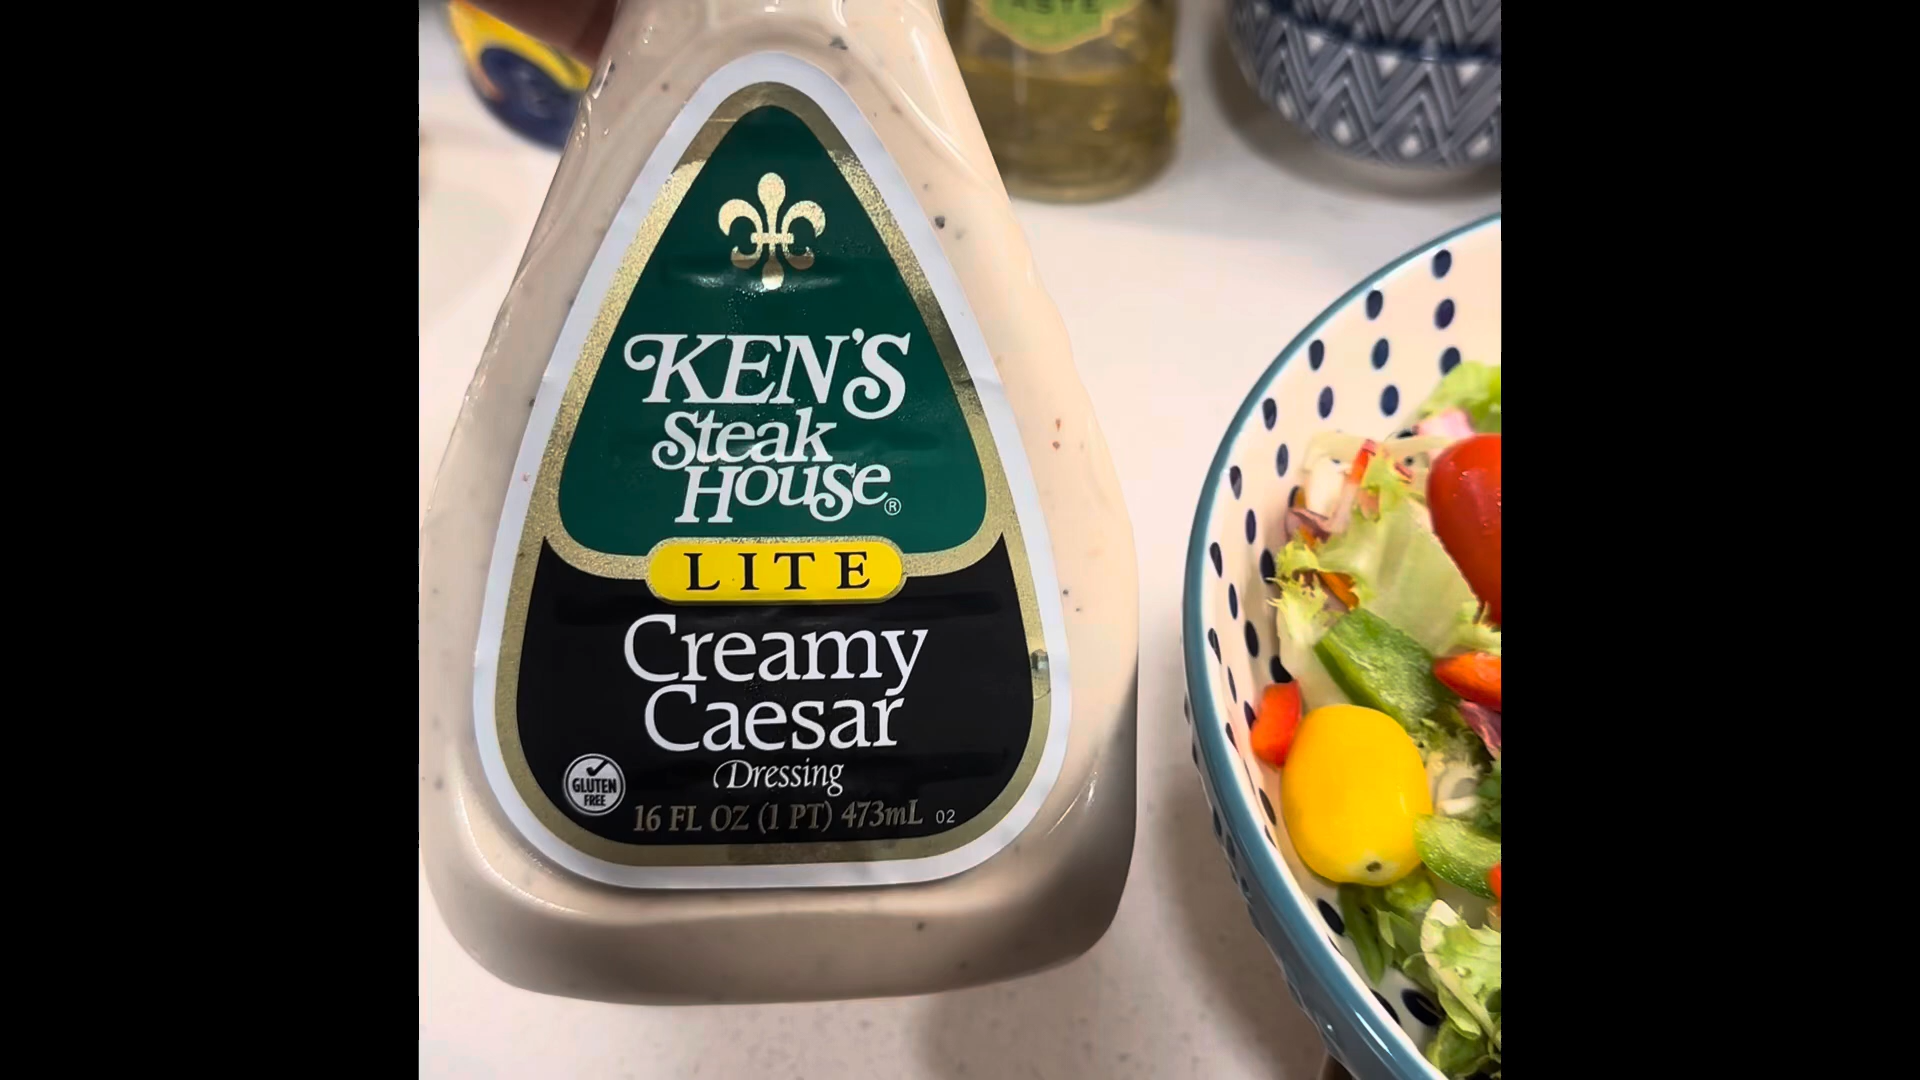 KEN'S
Steak
House®
LITE
Creamy
Caesar
Dressing
GLUTEN
FREE
16 FL OZ (1 PT) 473mL 02